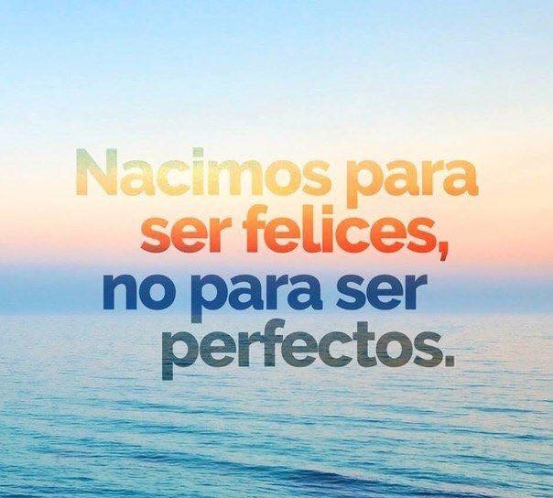 Nacimos para
ser felices,
no para ser
perfectos.